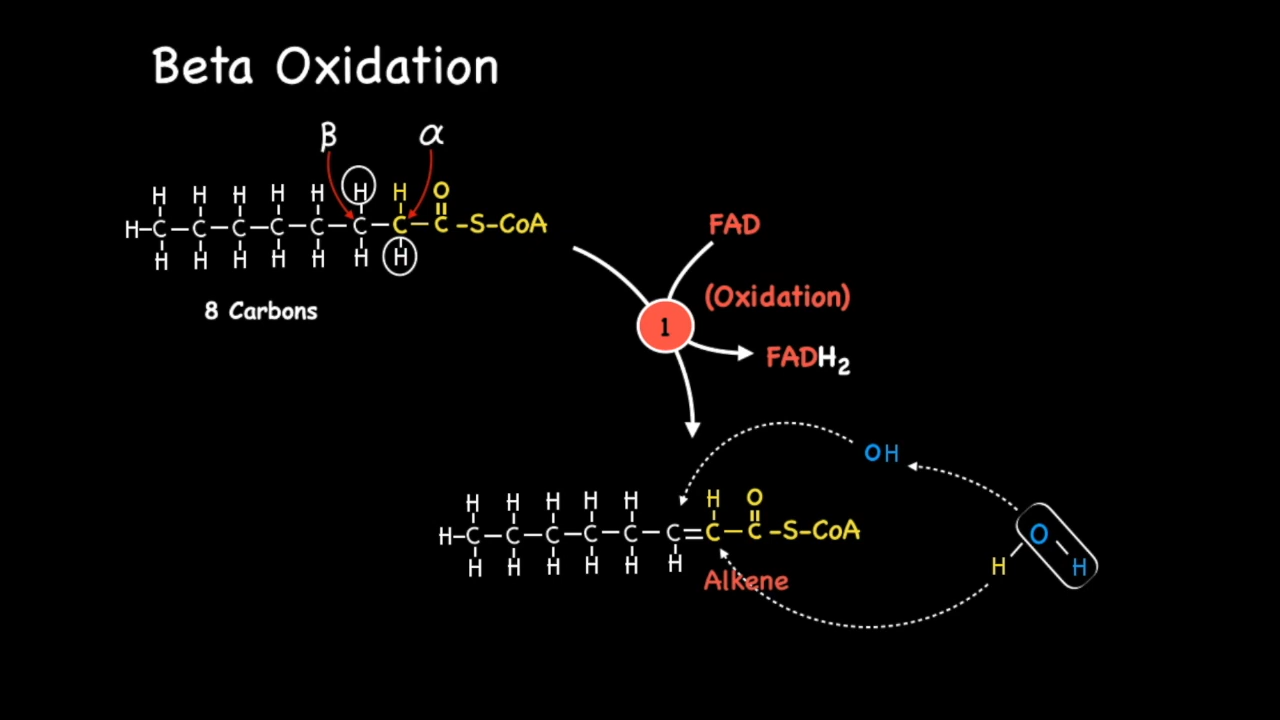 Beta Oxidation
β α
H H H H H H H O
H-C-C-C-C-C-C-C-C-S-CoA
H H H H H H H
8 Carbons
FAD
(Oxidation)
1
FADH₂
OH
H H H H H H O
H-C-C-C-C-C-C=C-C-S-CoA
H H H H H H
Alkene
O
H H